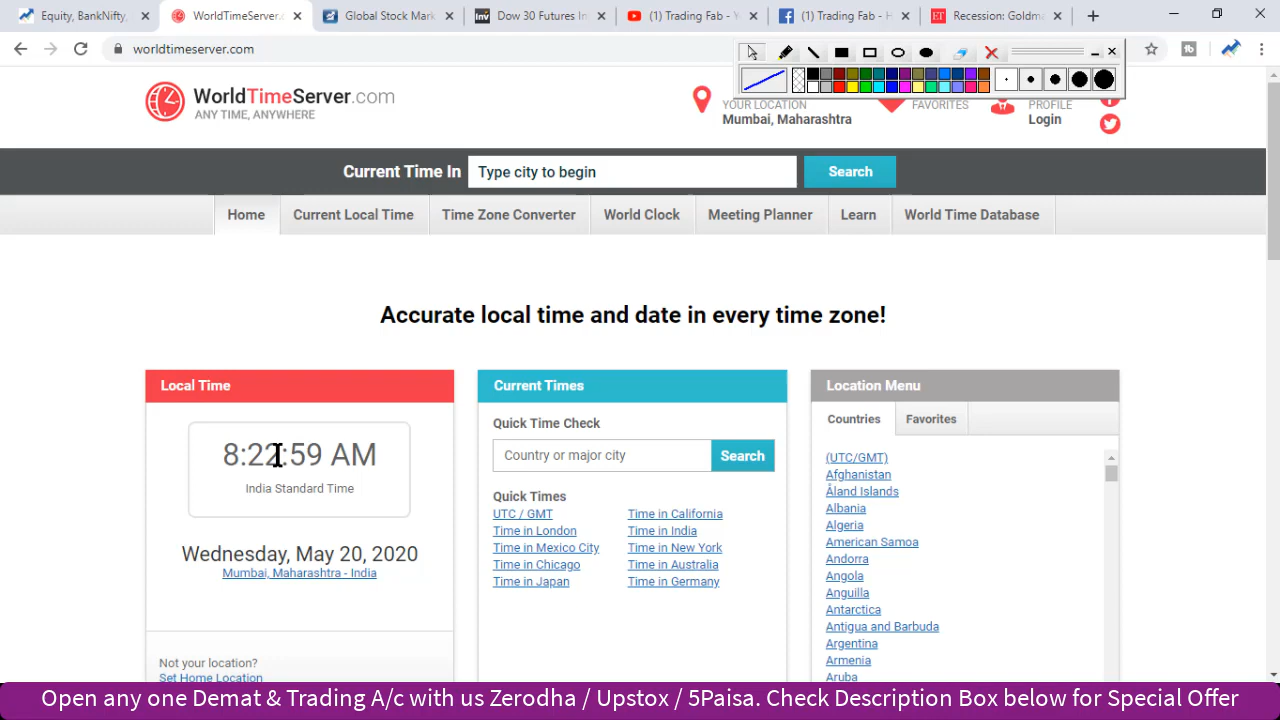 Equity, BankNifty,
WorldTimeServer.c
Global Stock Mark
Dow 30 Futures In
(1) Trading Fab - Y
(1) Trading Fab - H
Recession: Goldm
worldtimeserver.com
WorldTimeServer.com
ANY TIME, ANYWHERE
YOUR LOCATION
Mumbai, Maharashtra
FAVORITES
PROFILE
Login
Current Time In
Type city to begin
Search
Home
Current Local Time
Time Zone Converter
World Clock
Meeting Planner
Learn
World Time Database
Accurate local time and date in every time zone!
Local Time
8:22:59 AM
India Standard Time
Wednesday, May 20, 2020
Mumbai, Maharashtra - India
Not your location?
Set Home Location
Current Times
Quick Time Check
Country or major city
Search
Quick Times
UTC / GMT
Time in California
Time in London
Time in India
Time in Mexico City
Time in New York
Time in Chicago
Time in Australia
Time in Japan
Time in Germany
Location Menu
Countries
Favorites
(UTC/GMT)
Afghanistan
Åland Islands
Albania
Algeria
American Samoa
Andorra
Angola
Anguilla
Antarctica
Antigua and Barbuda
Argentina
Armenia
Aruba
Open any one Demat & Trading A/c with us Zerodha / Upstox / 5Paisa. Check Description Box below for Special Offer